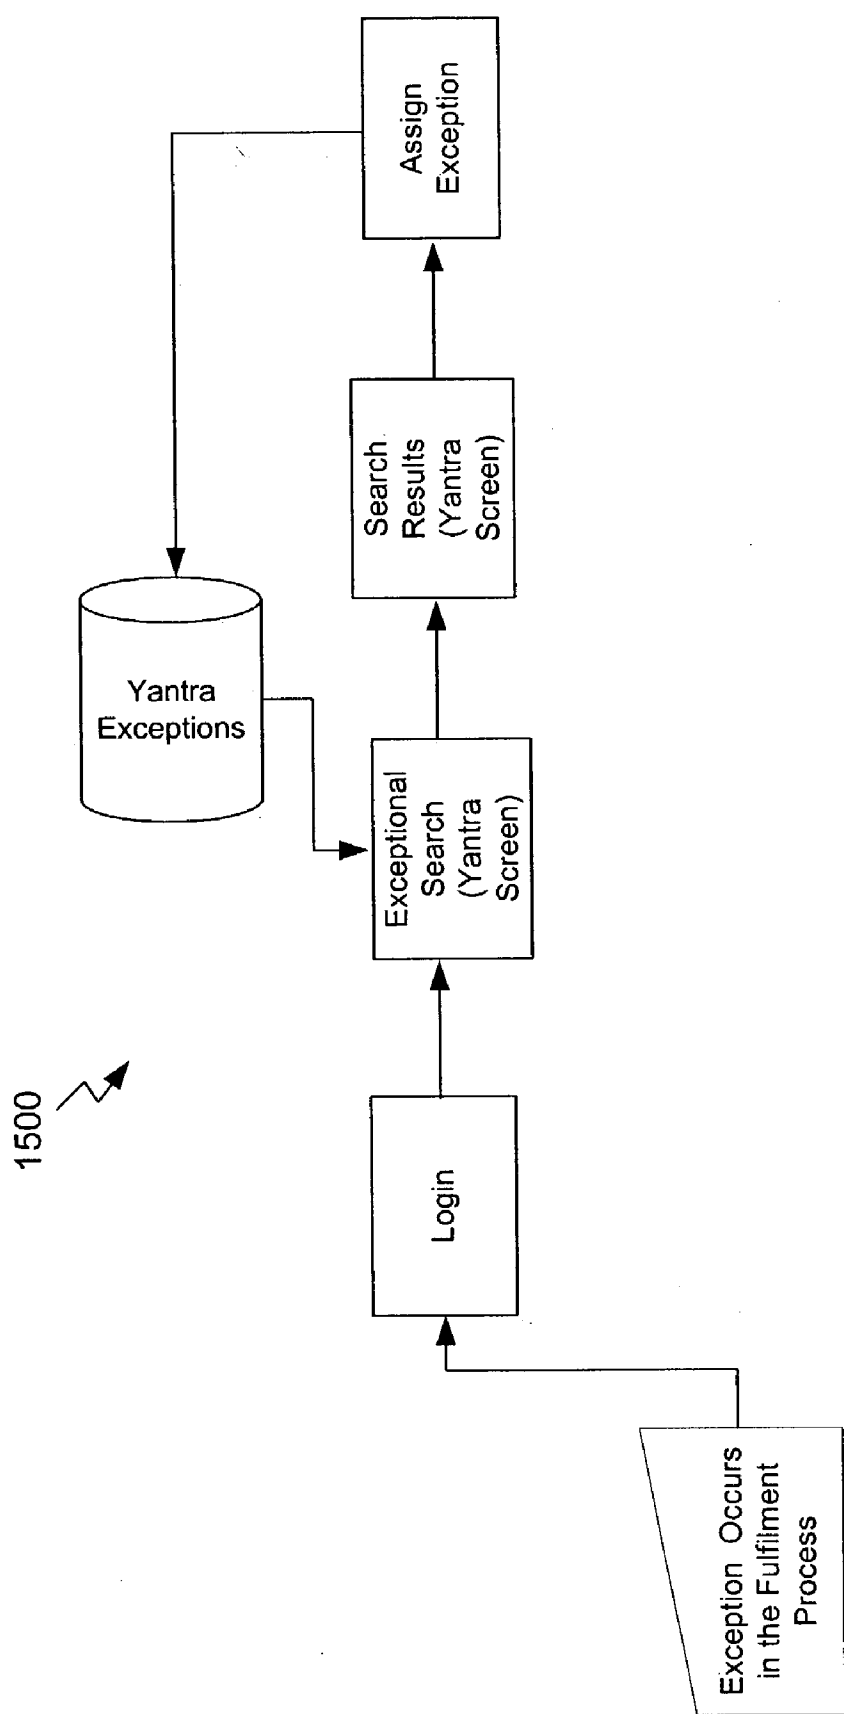 1500
Exception Occurs
in the Fulfilment
Process
Login
Yantra
Exceptions
Exceptional
Search
(Yantra
Screen)
Search
Results
(Yantra
Screen)
Assign
Exception